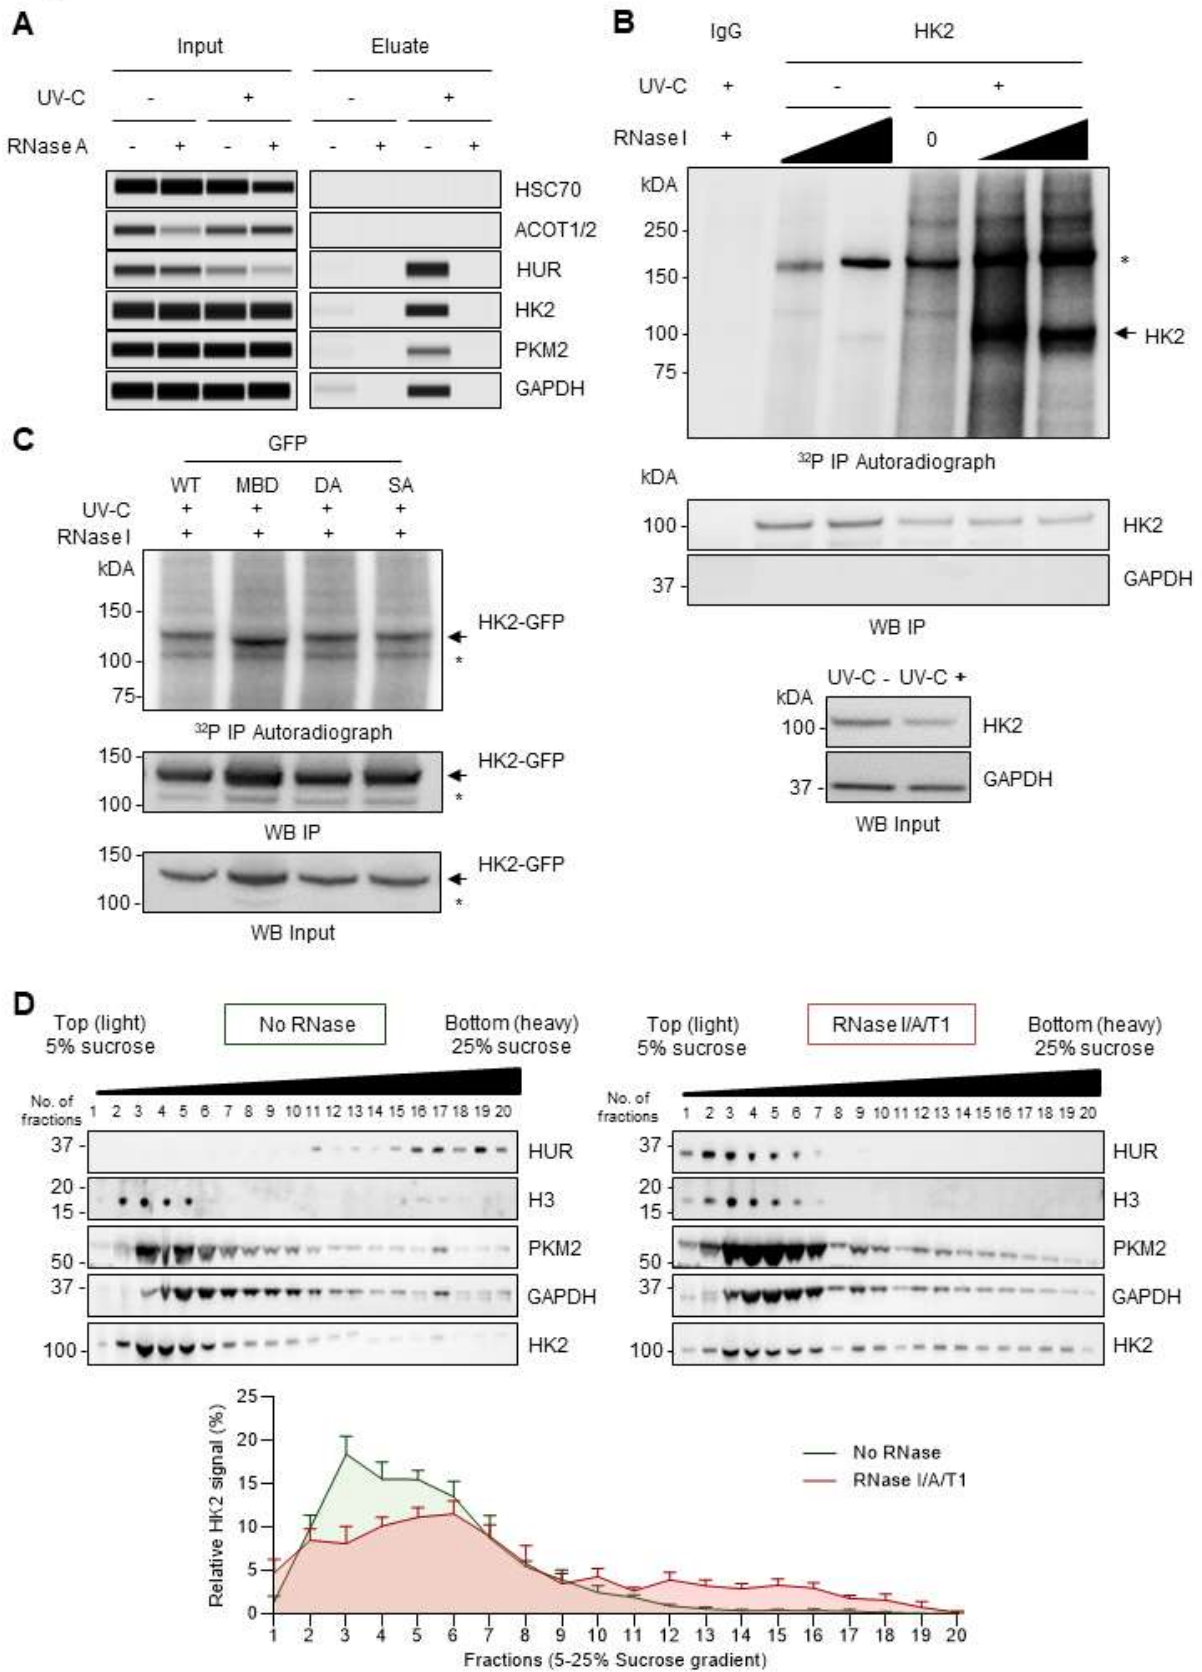 A
Input Eluate
UV-C - + - +
RNase A - + - + - + - +
HSC70
ACOT1/2
HUR
HK2
PKM2
GAPDH
B
IgG HK2
UV-C + - +
RNase I + 0
kDA
250
150
100
75
*
HK2
32P IP Autoradiograph
kDA
100 HK2
37 GAPDH
WB IP
UV-C - UV-C +
kDA
100 HK2
37 GAPDH
WB Input
C
GFP
WT MBD DA SA
UV-C + + + +
RNase I + + + +
kDA
150
100
75
HK2-GFP
*
32P IP Autoradiograph
150
100
HK2-GFP
*
WB IP
150
100
HK2-GFP
*
WB Input
D
Top (light)
5% sucrose
No RNase
Bottom (heavy)
25% sucrose
No. of
fractions
1 2 3 4 5 6 7 8 9 10 11 12 13 14 15 16 17 18 19 20
37 HUR
20
15
H3
50 PKM2
37 GAPDH
100 HK2
Top (light)
5% sucrose
RNase I/A/T1
Bottom (heavy)
25% sucrose
No. of
fractions
1 2 3 4 5 6 7 8 9 10 11 12 13 14 15 16 17 18 19 20
37 HUR
20
15
H3
50 PKM2
37 GAPDH
100 HK2
Relative HK2 signal (%)
25
20
15
10
5
0
No RNase
RNase I/A/T1
1 2 3 4 5 6 7 8 9 10 11 12 13 14 15 16 17 18 19 20
Fractions (5-25% Sucrose gradient)